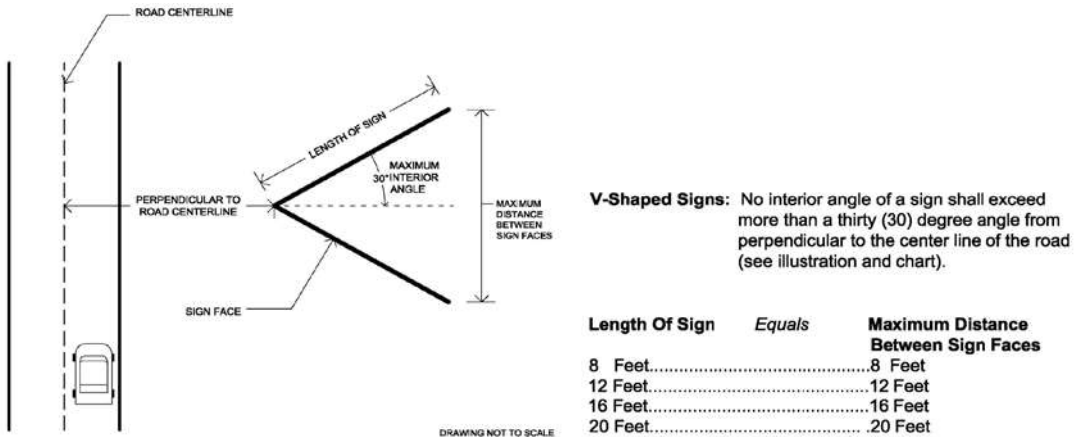 ROAD CENTERLINE
LENGTH OF SIGN
MAXIMUM
30° INTERIOR
ANGLE
PERPENDICULAR TO
ROAD CENTERLINE
MAXIMUM
DISTANCE
BETWEEN
SIGN FACES
SIGN FACE
DRAWING NOT TO SCALE
V-Shaped Signs: No interior angle of a sign shall exceed
more than a thirty (30) degree angle from
perpendicular to the center line of the road
(see illustration and chart).
Length Of Sign Equals Maximum Distance
Between Sign Faces
8 Feet..........................................8 Feet
12 Feet..........................................12 Feet
16 Feet..........................................16 Feet
20 Feet......................................... .20 Feet